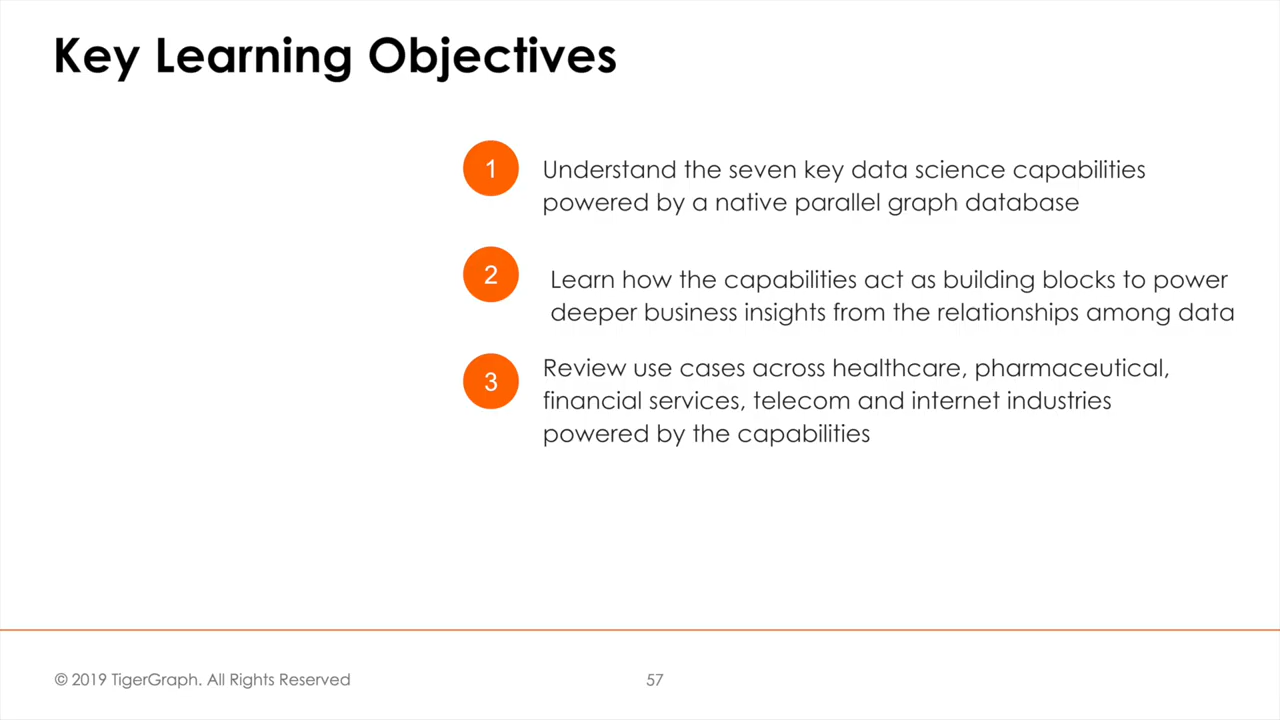 Key Learning Objectives
1
Understand the seven key data science capabilities
powered by a native parallel graph database
2
Learn how the capabilities act as building blocks to power
deeper business insights from the relationships among data
3
Review use cases across healthcare, pharmaceutical,
financial services, telecom and internet industries
powered by the capabilities
© 2019 TigerGraph. All Rights Reserved
57